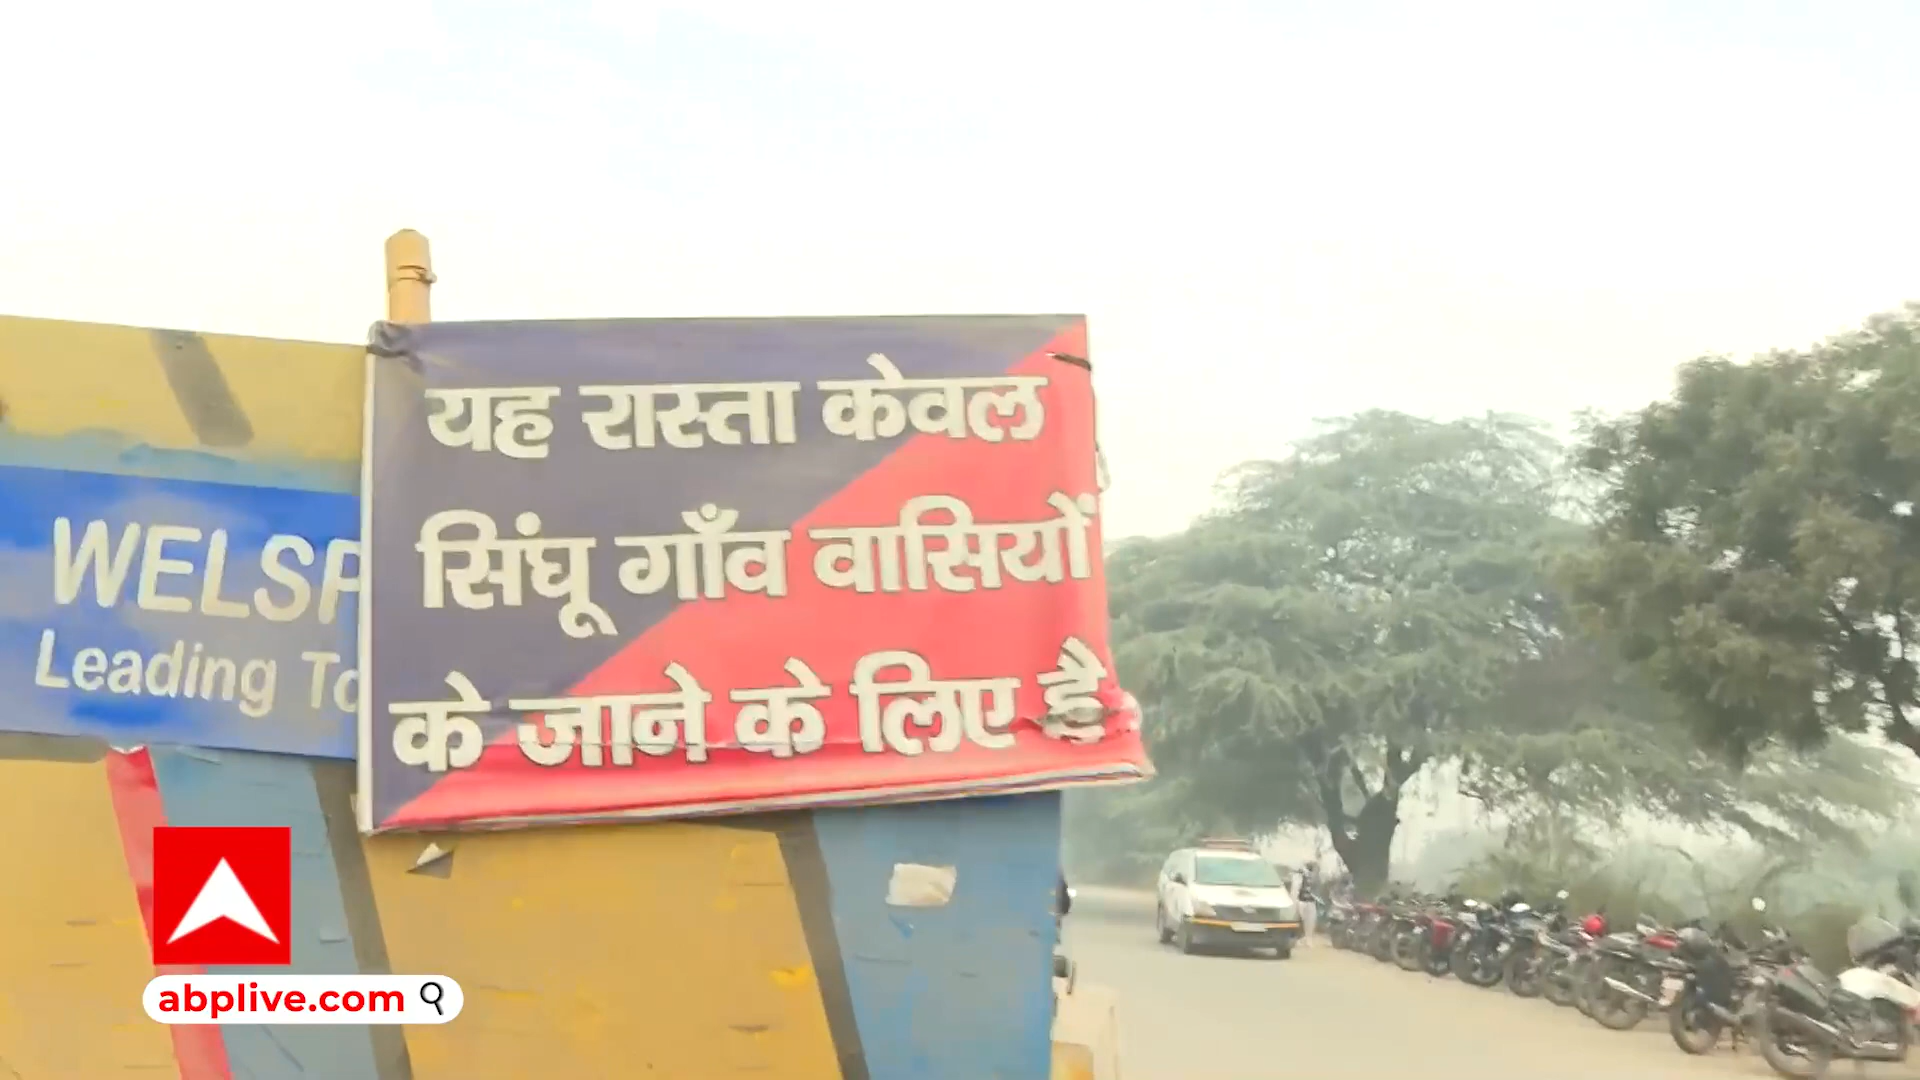 यह रास्ता केवल
सिंघू गाँव वासियों
के जाने के लिए है
WELSP
Leading To
abplive.com